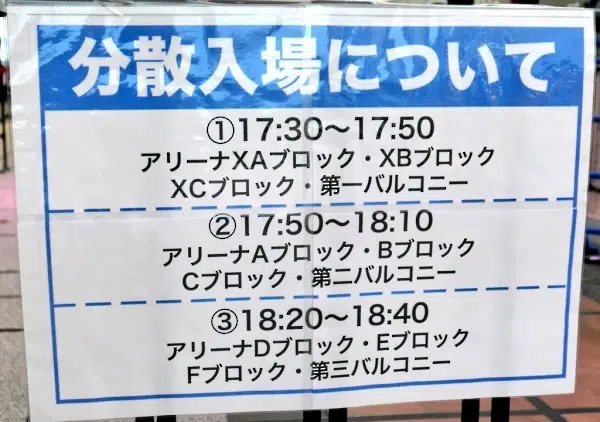 分散入場について
①17:30〜17:50
アリーナXAブロック・XBブロック
XCブロック・第一バルコニー
②17:50〜18:10
アリーナAブロック・Bブロック
Cブロック・第二バルコニー
③18:20〜18:40
アリーナDブロック・Eブロック
Fブロック・第三バルコニー